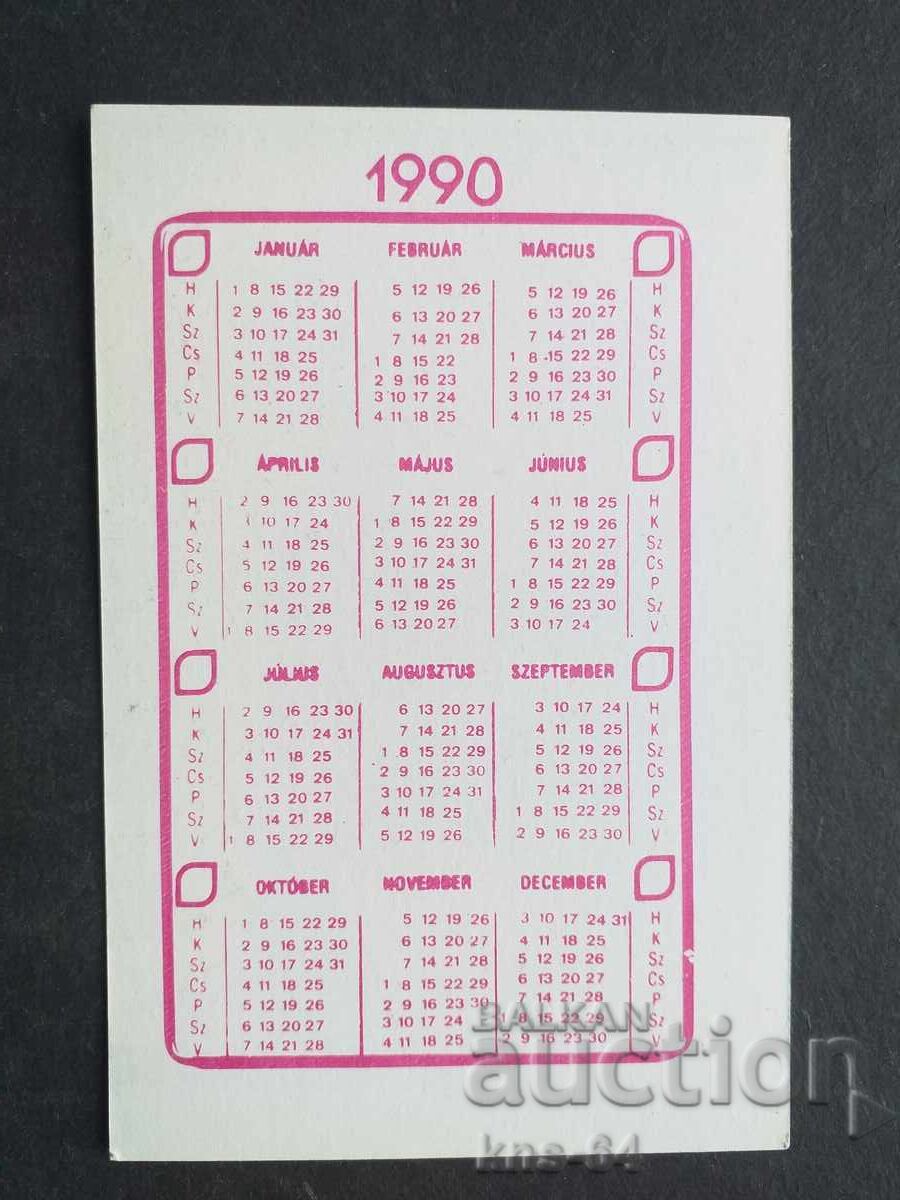 1990
JANUÁR FEBRUÁR MÁRCIUS
H 1 8 15 22 29 5 12 19 26 5 12 19 26 H
K 2 9 16 23 30 6 13 20 27 6 13 20 27 K
Sz 3 10 17 24 31 7 14 21 28 7 14 21 28 Sz
Cs 4 11 18 25 1 8 15 22 1 8 15 22 29 Cs
P 5 12 19 26 2 9 16 23 2 9 16 23 30 P
Sz 6 13 20 27 3 10 17 24 3 10 17 24 31 Sz
V 7 14 21 28 4 11 18 25 4 11 18 25 V
ÁPRILIS MÁJUS JÚNIUS
H 2 9 16 23 30 7 14 21 28 4 11 18 25 H
K 3 10 17 24 1 8 15 22 29 5 12 19 26 K
Sz 4 11 18 25 2 9 16 23 30 6 13 20 27 Sz
Cs 5 12 19 26 3 10 17 24 31 7 14 21 28 Cs
P 6 13 20 27 4 11 18 25 1 8 15 22 29 P
Sz 7 14 21 28 5 12 19 26 2 9 16 23 30 Sz
V 1 8 15 22 29 6 13 20 27 3 10 17 24 V
JÚLIUS AUGUSZTUS SZEPTEMBER
H 2 9 16 23 30 6 13 20 27 3 10 17 24 H
K 3 10 17 24 31 7 14 21 28 4 11 18 25 K
Sz 4 11 18 25 1 8 15 22 29 5 12 19 26 Sz
Cs 5 12 19 26 2 9 16 23 30 6 13 20 27 Cs
P 6 13 20 27 3 10 17 24 31 7 14 21 28 P
Sz 7 14 21 28 4 11 18 25 1 8 15 22 29 Sz
V 1 8 15 22 29 5 12 19 26 2 9 16 23 30 V
OKTÓBER NOVEMBER DECEMBER
H 1 8 15 22 29 5 12 19 26 3 10 17 24 31 H
K 2 9 16 23 30 6 13 20 27 4 11 18 25 K
Sz 3 10 17 24 31 7 14 21 28 5 12 19 26 Sz
Cs 4 11 18 25 1 8 15 22 29 6 13 20 27 Cs
P 5 12 19 26 2 9 16 23 30 7 14 21 28 P
Sz 6 13 20 27 3 10 17 24 1 8 15 22 29 Sz
V 7 14 21 28 4 11 18 25 2 9 16 23 30 V
BALKAN
auction
kns-64